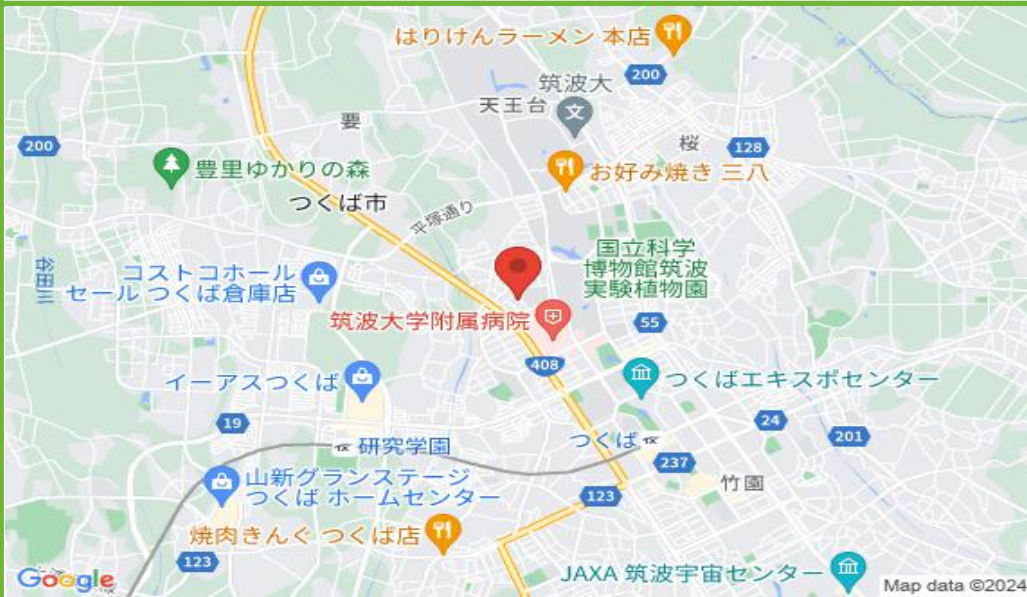 はりけんラーメン 本店
筑波大
200
天王台
要
桜
128
200
豊里ゆかりの森
お好み焼き 三八
つくば市
平塚通り
谷田川
コストコホール
セール つくば倉庫店
国立科学
博物館筑波
実験植物園
筑波大学附属病院
55
408
イーアスつくば
つくばエキスポセンター
19
24
201
研究学園
つくば
237
山新グランステージ
つくば ホームセンター
竹園
123
焼肉きんぐ つくば店
123
JAXA 筑波宇宙センター
Google
Map data ©2024